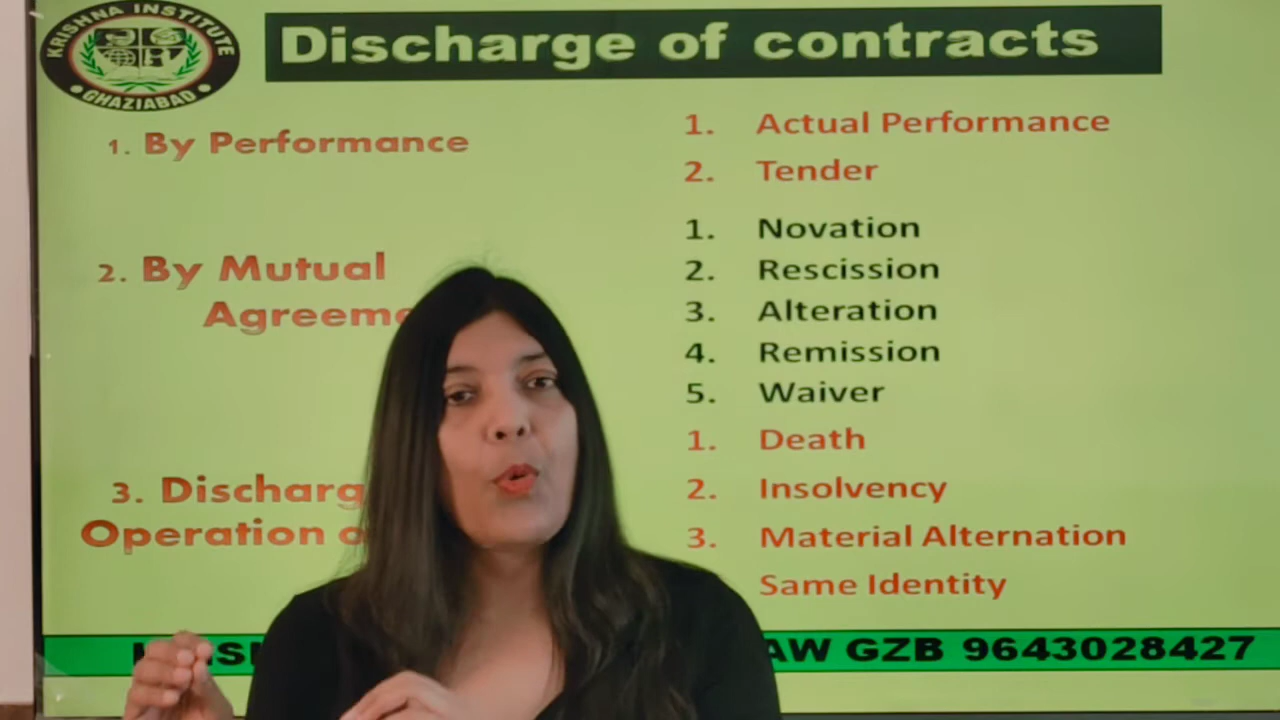 KRISHNA INSTITUTE
GHAZIABAD
Discharge of contracts
1. By Performance
1. Actual Performance
2. Tender
2. By Mutual
Agreeme
1. Novation
2. Rescission
3. Alteration
4. Remission
5. Waiver
3. Discharg
Operation o
1. Death
2. Insolvency
3. Material Alternation
Same Identity
AW GZB 9643028427